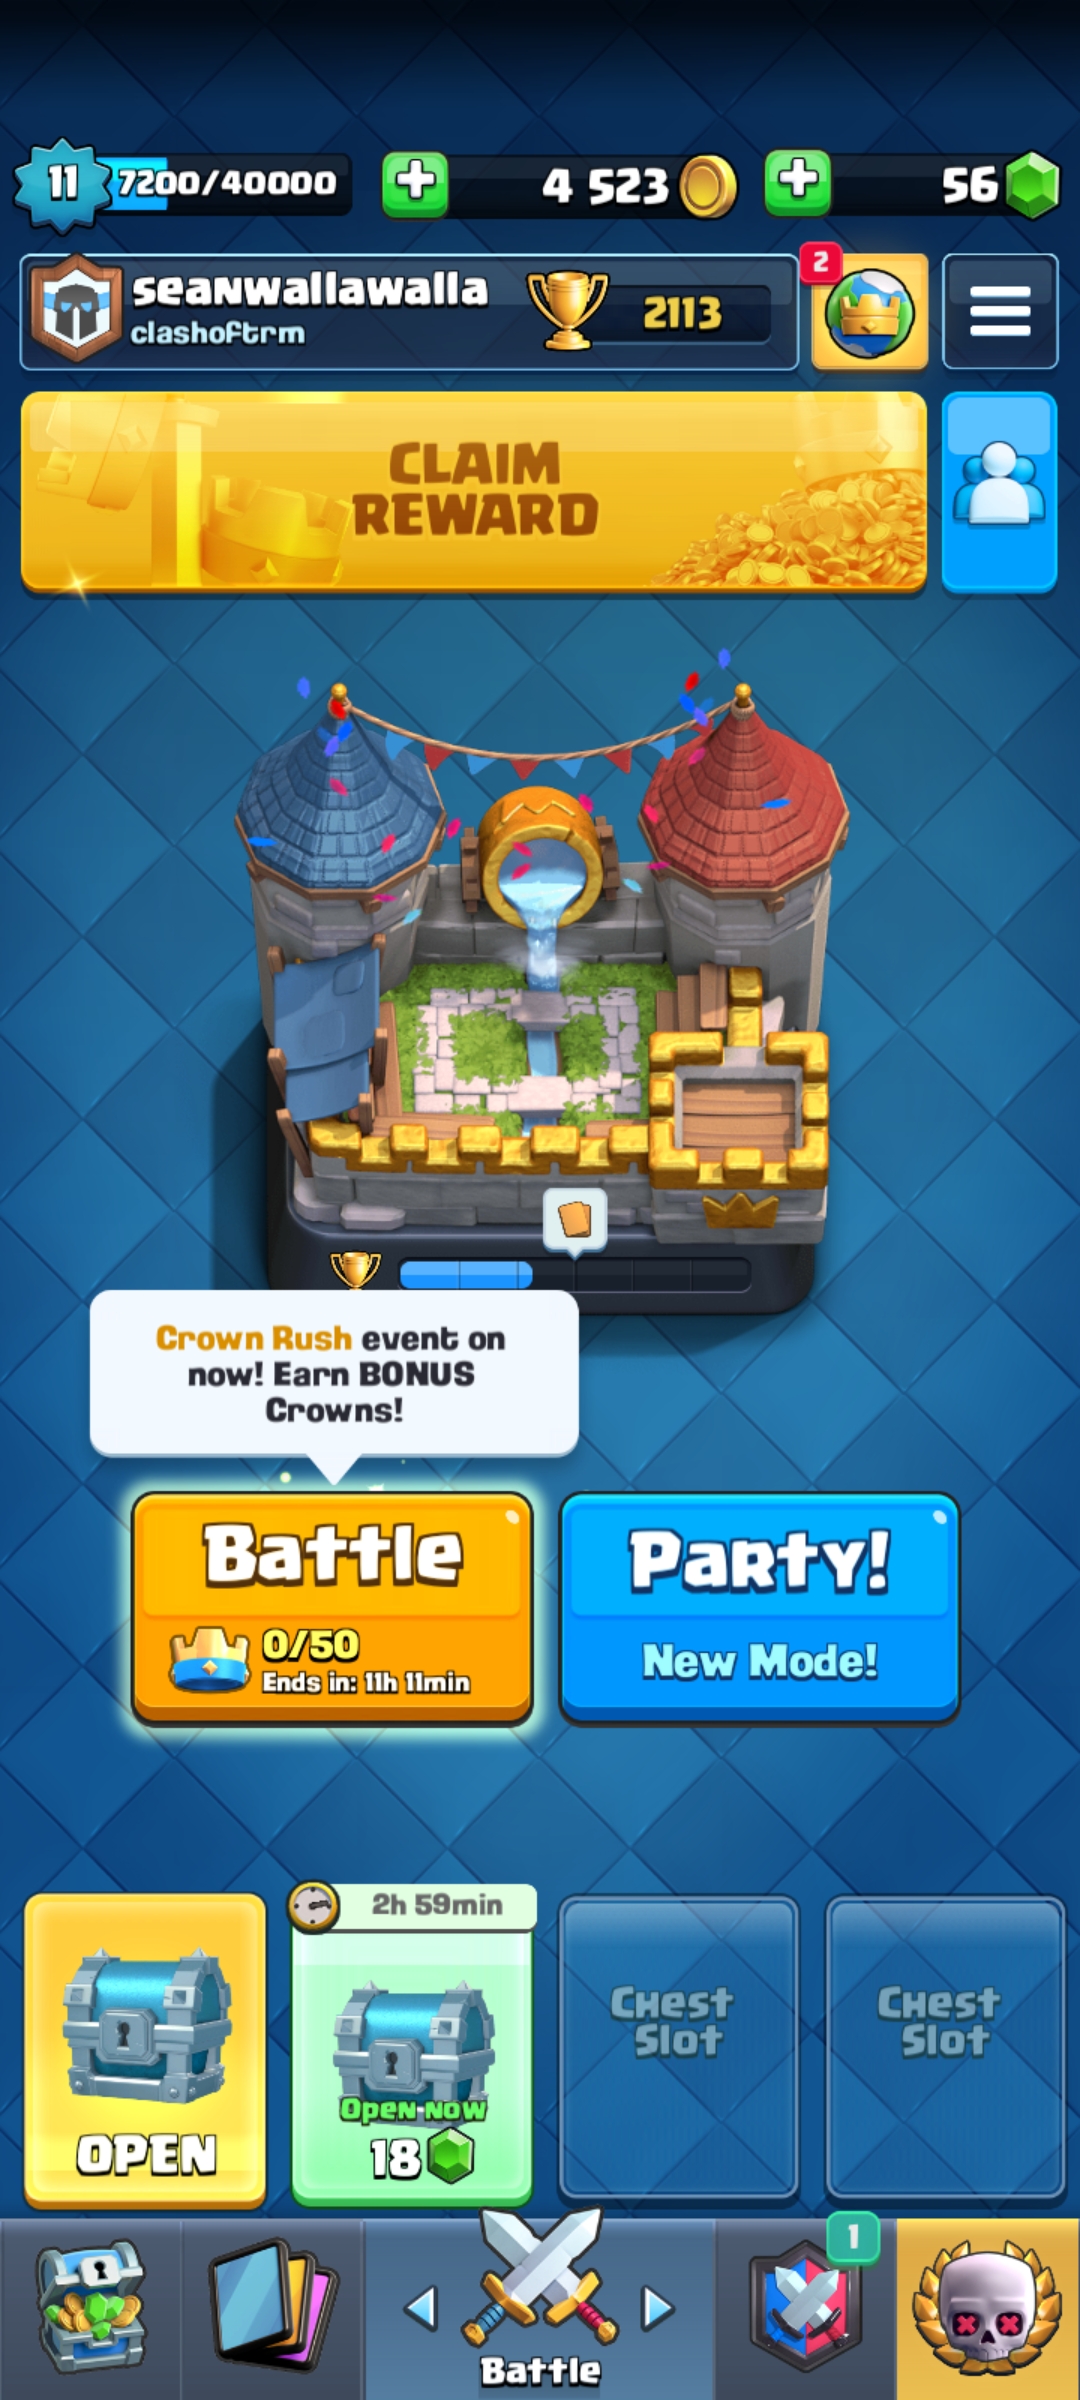 11
7200/40000
4 523
56
seanwallawalla
2113
2
clashoftrm
CLAIM
REWARD
Crown Rush event on
now! Earn BONUS
Crowns!
Battle
0/50
Ends in: 11h 11min
Party!
New Mode!
OPEN
2h 59min
Open now
18
Chest
Slot
Chest
Slot
Battle
1